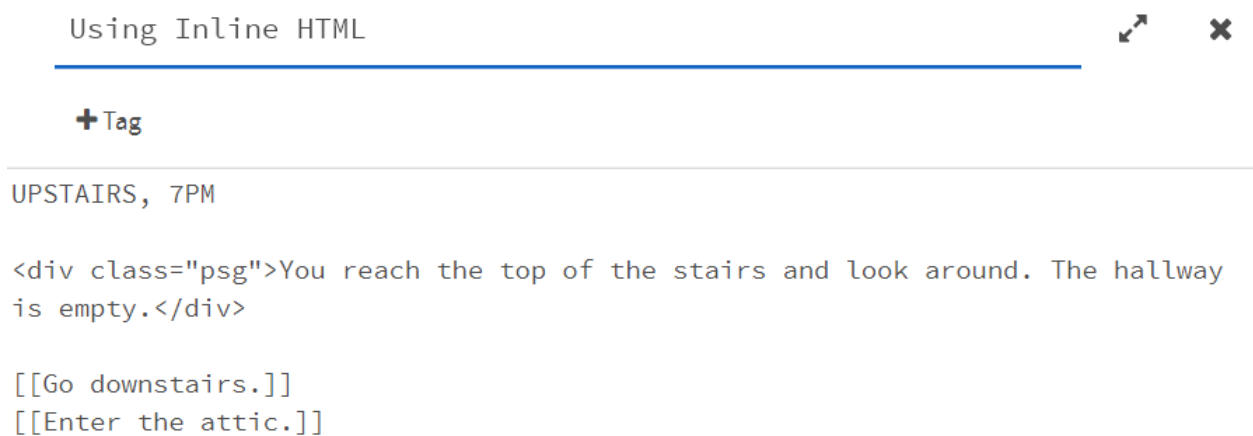 Using Inline HTML
+Tag
UPSTAIRS, 7PM
<div class="psg">You reach the top of the stairs and look around. The hallway
is empty.</div>
[[Go downstairs.]]
[[Enter the attic.]]